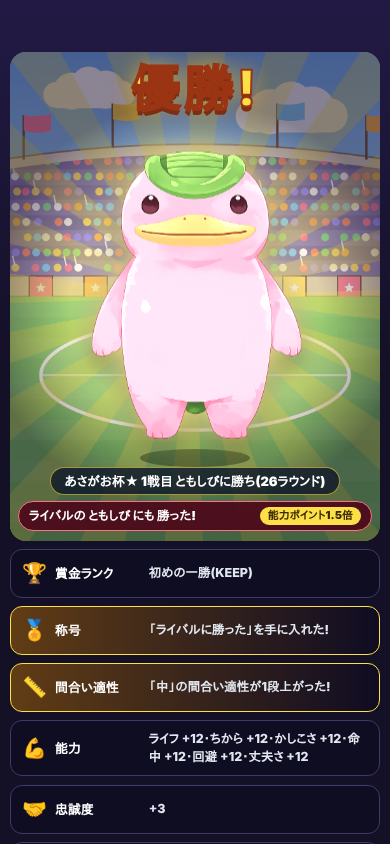 優勝!
あさがお杯★ 1戦目 ともしびに勝ち(26ラウンド)
ライバルの ともしび にも 勝った!
能力ポイント1.5倍
賞金ランク
初めの一勝(KEEP)
称号
「ライバルに勝った」を手に入れた!
間合い適性
「中」の間合い適性が1段上がった!
能力
ライフ +12・ちから +12・かしこさ +12・命
中 +12・回避 +12・丈夫さ +12
忠誠度
+3